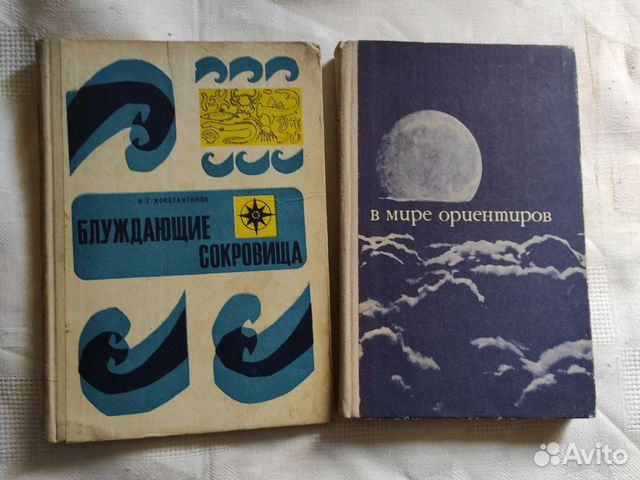 К.Г. КОНСТАНТИНОВ
БЛУЖДАЮЩИЕ
СОКРОВИЩА
в мире ориентиров
Avito